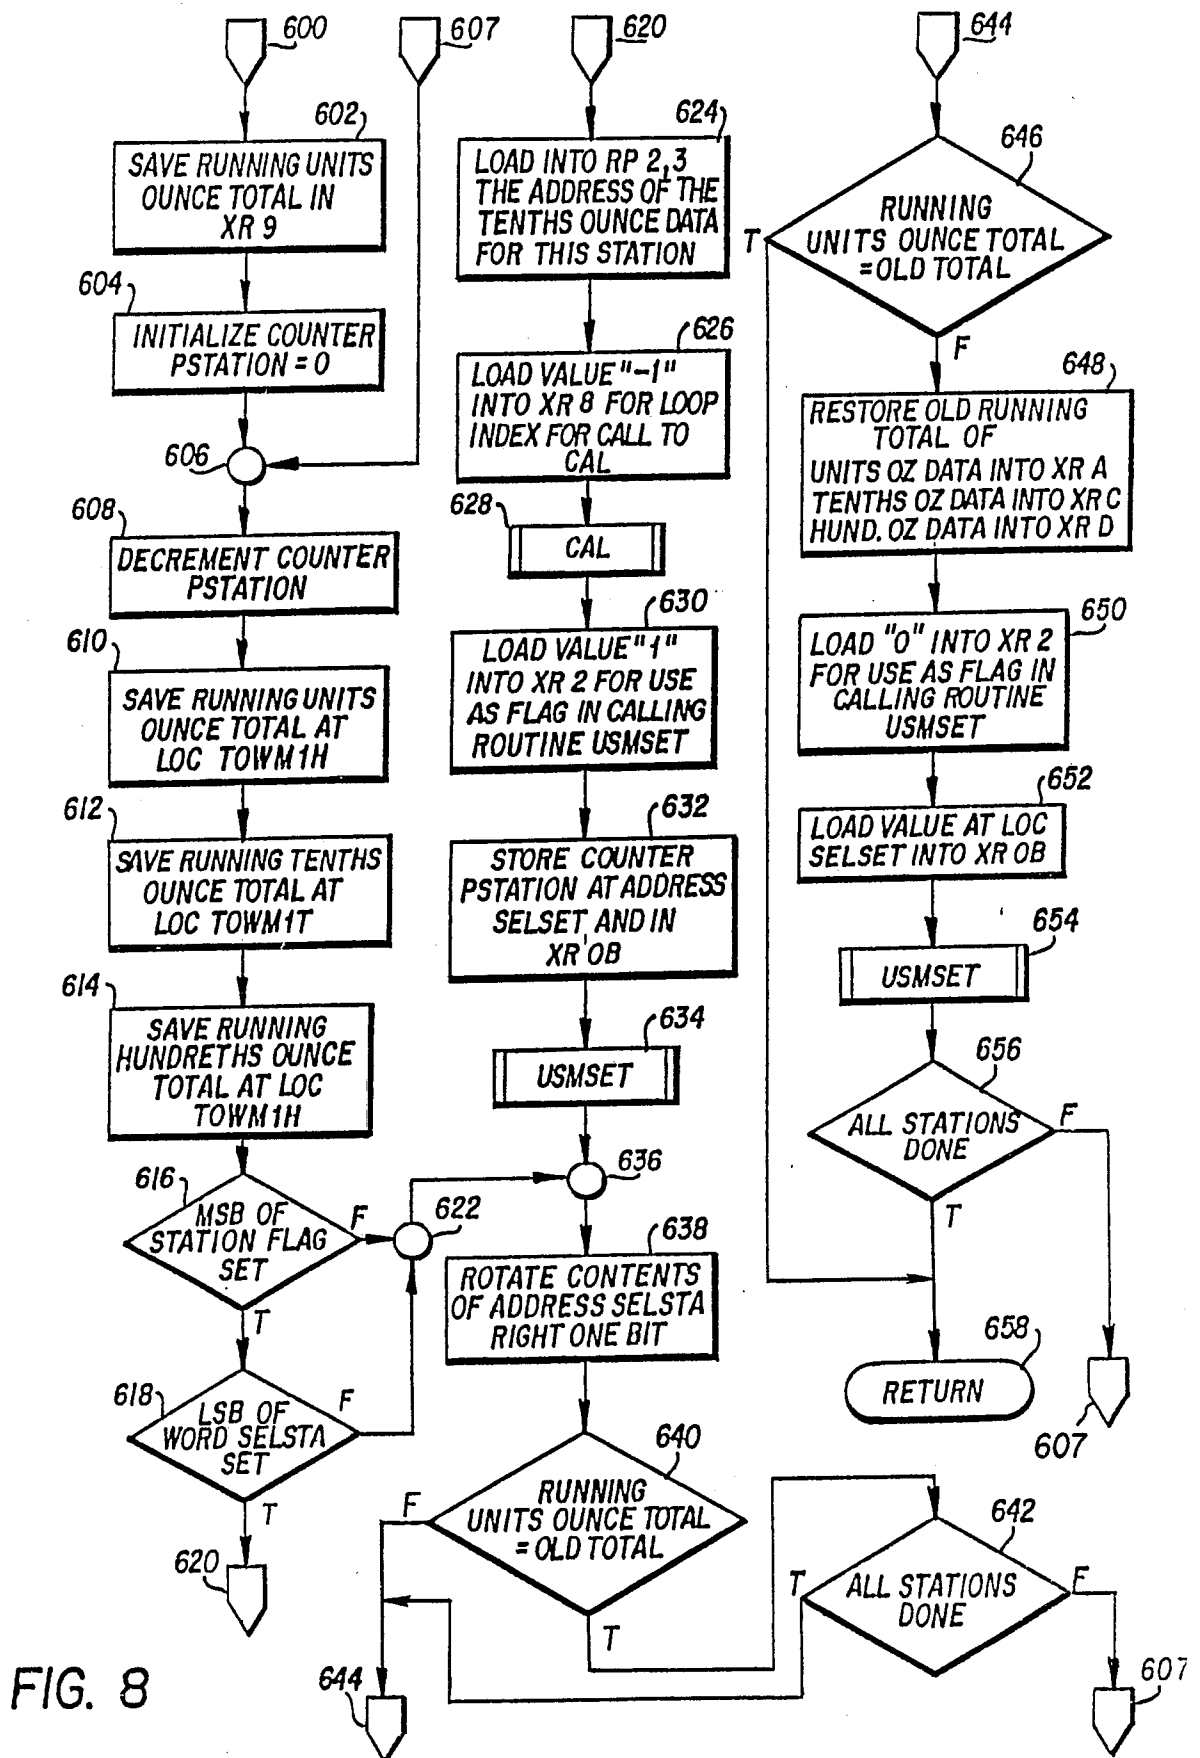 600
602
SAVE RUNNING UNITS
OUNCE TOTAL IN
XR 9
604
INITIALIZE COUNTER
PSTATION = 0
606
607
608
DECREMENT COUNTER
PSTATION
610
SAVE RUNNING UNITS
OUNCE TOTAL AT
LOC TOWM1H
612
SAVE RUNNING TENTHS
OUNCE TOTAL AT
LOC TOWM1T
614
SAVE RUNNING
HUNDRETHS OUNCE
TOTAL AT LOC
TOWM1H
616
MSB OF
STATION FLAG
SET
F
T
622
618
LSB OF
WORD SELSTA
SET
F
T
620
620
624
LOAD INTO RP 2,3
THE ADDRESS OF THE
TENTHS OUNCE DATA
FOR THIS STATION
626
LOAD VALUE "-1"
INTO XR 8 FOR LOOP
INDEX FOR CALL TO
CAL
628
CAL
630
LOAD VALUE "1"
INTO XR 2 FOR USE
AS FLAG IN CALLING
ROUTINE USMSET
632
STORE COUNTER
PSTATION AT ADDRESS
SELSET AND IN
XR OB
634
USMSET
636
638
ROTATE CONTENTS
OF ADDRESS SELSTA
RIGHT ONE BIT
640
RUNNING
UNITS OUNCE TOTAL
= OLD TOTAL
F
T
644
642
ALL STATIONS
DONE
T
F
607
644
646
RUNNING
UNITS OUNCE TOTAL
= OLD TOTAL
T
F
648
RESTORE OLD RUNNING
TOTAL OF
UNITS OZ DATA INTO XR A
TENTHS OZ DATA INTO XR C
HUND. OZ DATA INTO XR D
650
LOAD "0" INTO XR 2
FOR USE AS FLAG IN
CALLING ROUTINE
USMSET
652
LOAD VALUE AT LOC
SELSET INTO XR OB
654
USMSET
656
ALL STATIONS
DONE
F
T
658
RETURN
607
FIG. 8